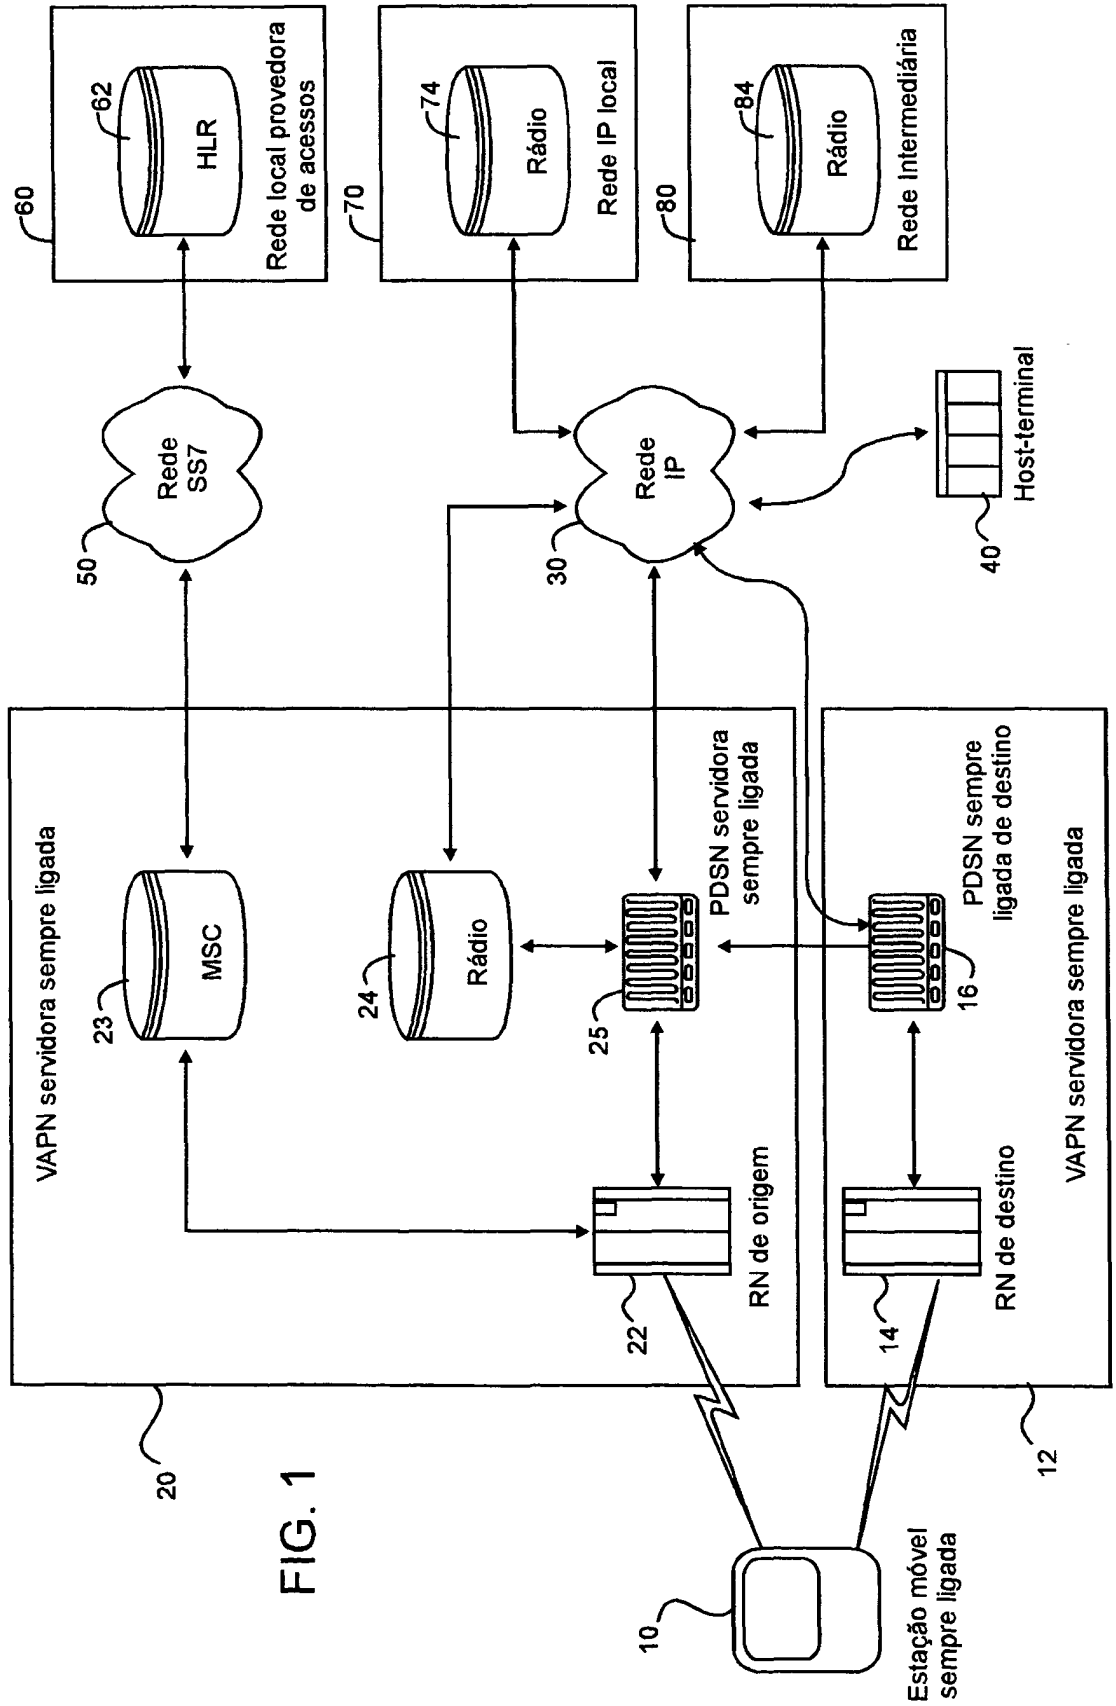 FIG. 1
20
VAPN servidora sempre ligada
23
MSC
24
Rádio
25
PDSN servidora
sempre ligada
22
RN de origem
50
Rede
SS7
30
Rede
IP
60
62
HLR
Rede local provedora
de acessos
70
74
Rádio
Rede IP local
80
84
Rádio
Rede Intermediária
40
Host-terminal
10
Estação móvel
sempre ligada
14
RN de destino
16
PDSN sempre
ligada de destino
VAPN servidora sempre ligada
12